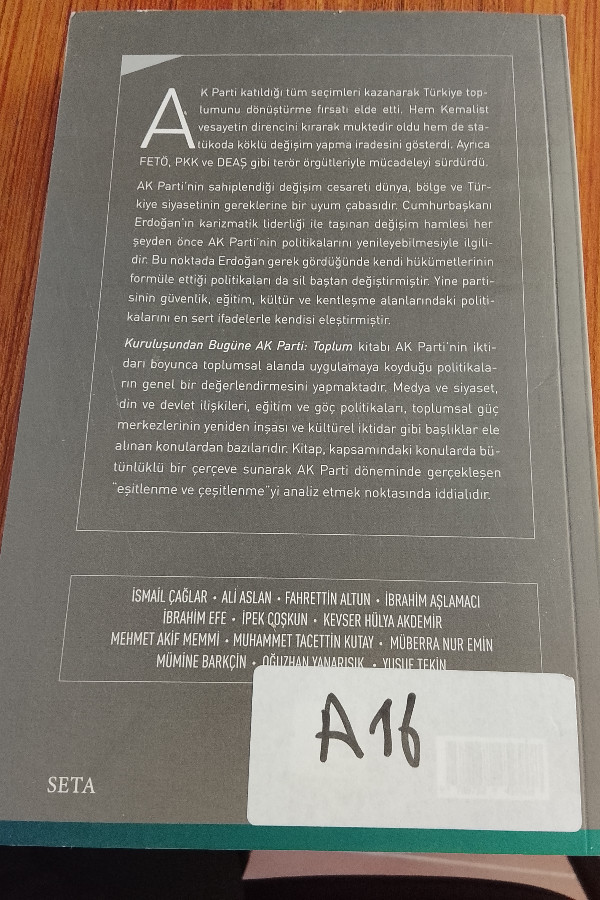 AK Parti katıldığı tüm seçimleri kazanarak Türkiye top-
lumunu dönüştürme fırsatı elde etti. Hem Kemalist
vesayetin direncini kırarak muktedir oldu hem de sta-
tükoda köklü değişim yapma iradesini gösterdi. Ayrıca
FETÖ, PKK ve DEAŞ gibi terör örgütleriyle mücadeleyi sürdürdü.
AK Parti'nin sahiplendiği değişim cesareti dünya, bölge ve Tür-
kiye siyasetinin gereklerine bir uyum çabasıdır. Cumhurbaşkanı
Erdoğan'ın karizmatik liderliği ile taşınan değişim hamlesi her
şeyden önce AK Parti'nin politikalarını yenileyebilmesiyle ilgili-
dir. Bu noktada Erdoğan gerek gördüğünde kendi hükümetlerinin
formüle ettiği politikaları da sil baştan değiştirmiştir. Yine parti-
sinin güvenlik, eğitim, kültür ve kentleşme alanlarındaki politi-
kalarını en sert ifadelerle kendisi eleştirmiştir.
Kuruluşundan Bugüne AK Parti: Toplum kitabı AK Parti'nin ikti-
darı boyunca toplumsal alanda uygulamaya koyduğu politikala-
rın genel bir değerlendirmesini yapmaktadır. Medya ve siyaset,
din ve devlet ilişkileri, eğitim ve göç politikaları, toplumsal güç
merkezlerinin yeniden inşası ve kültürel iktidar gibi başlıklar ele
alınan konulardan bazılarıdır. Kitap, kapsamındaki konularda bü-
tünlüklü bir çerçeve sunarak AK Parti döneminde gerçekleşen
"eşitlenme ve çeşitlenme"yi analiz etmek noktasında iddialıdır.
İSMAİL ÇAĞLAR • ALİ ASLAN • FAHRETTİN ALTUN • İBRAHİM AŞLAMACI
İBRAHİM EFE • İPEK COŞKUN • KEVSER HÜLYA AKDEMİR
MEHMET AKİF MEMMİ • MUHAMMET TACETTİN KUTAY • MÜBERRA NUR EMİN
MÜMİNE BARKÇİN • OĞUZHAN YANARIŞIK • YUSUF TEKİN
A16
SETA